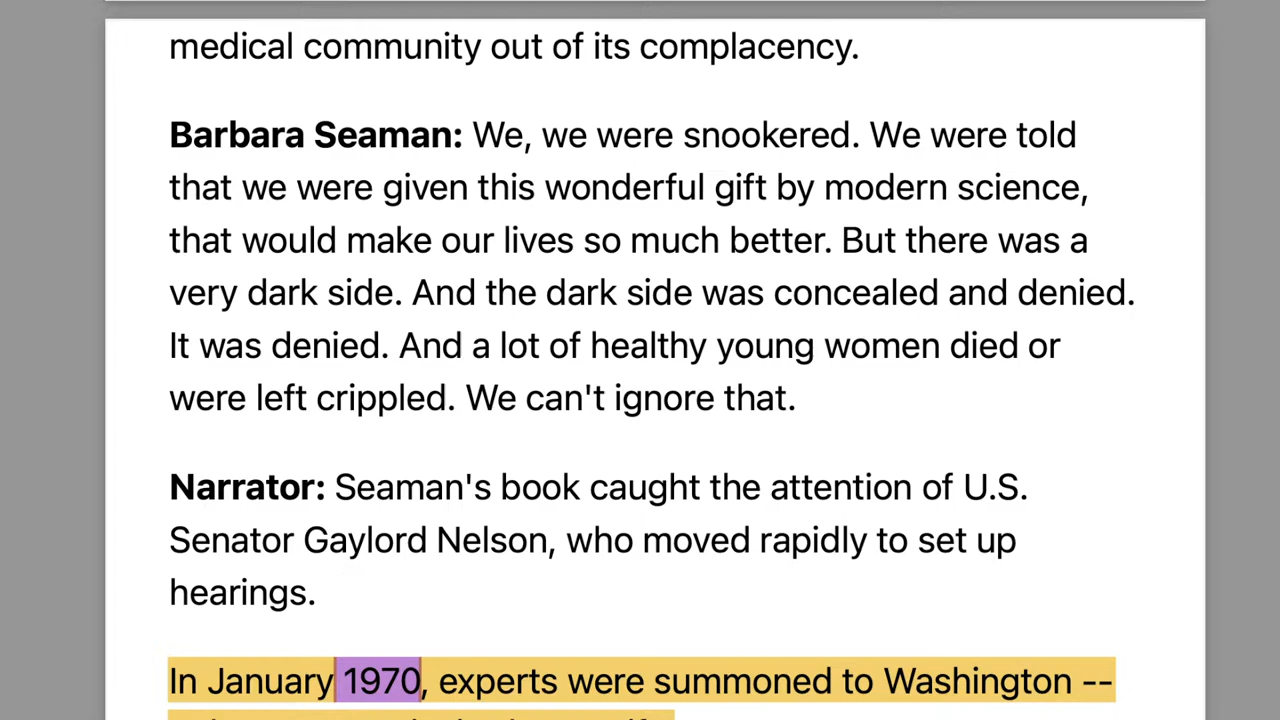 medical community out of its complacency.
Barbara Seaman: We, we were snookered. We were told
that we were given this wonderful gift by modern science,
that would make our lives so much better. But there was a
very dark side. And the dark side was concealed and denied.
It was denied. And a lot of healthy young women died or
were left crippled. We can't ignore that.
Narrator: Seaman's book caught the attention of U.S.
Senator Gaylord Nelson, who moved rapidly to set up
hearings.
In January 1970, experts were summoned to Washington --